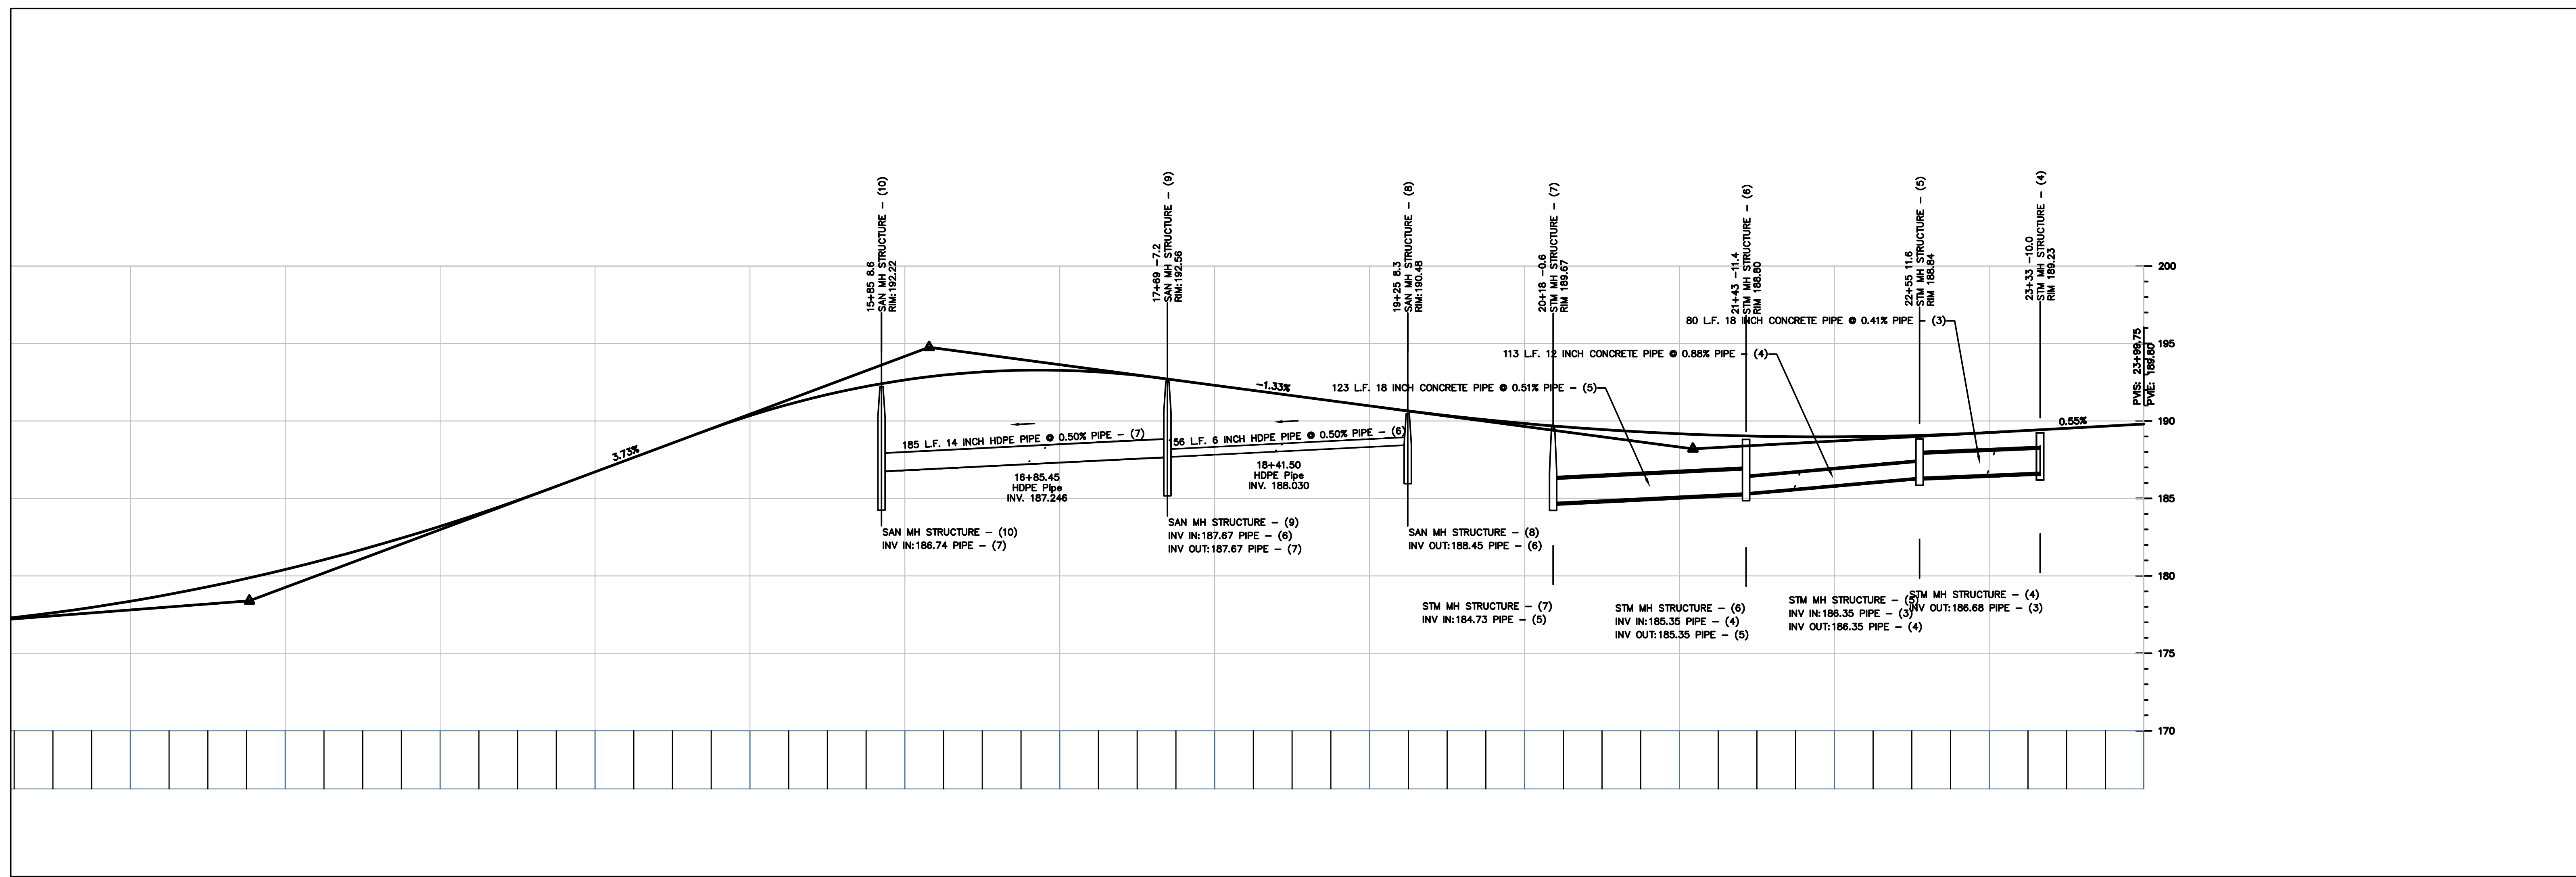 15+85 8.6
SAN MH STRUCTURE - (10)
RIM:192.22
17+69 -7.2
SAN MH STRUCTURE - (9)
RIM:192.56
19+25 8.3
SAN MH STRUCTURE - (8)
RIM:190.48
20+18 -0.6
STM MH STRUCTURE - (7)
RIM 189.67
21+43 -11.4
STM MH STRUCTURE - (6)
RIM 188.80
22+55 11.6
STM MH STRUCTURE - (5)
RIM 188.84
23+33 -10.0
STM MH STRUCTURE - (4)
RIM 189.23
200
195
190
185
180
175
170
PVIS: 23+99.75
PVIE: 189.80
80 L.F. 18 INCH CONCRETE PIPE @ 0.41% PIPE - (3)
113 L.F. 12 INCH CONCRETE PIPE @ 0.88% PIPE - (4)
123 L.F. 18 INCH CONCRETE PIPE @ 0.51% PIPE - (5)
3.73%
-1.33%
0.55%
185 L.F. 14 INCH HDPE PIPE @ 0.50% PIPE - (7)
56 L.F. 6 INCH HDPE PIPE @ 0.50% PIPE - (6)
16+85.45
HDPE Pipe
INV. 187.246
18+41.50
HDPE Pipe
INV. 188.030
SAN MH STRUCTURE - (10)
INV IN:186.74 PIPE - (7)
SAN MH STRUCTURE - (9)
INV IN:187.67 PIPE - (6)
INV OUT:187.67 PIPE - (7)
SAN MH STRUCTURE - (8)
INV OUT:188.45 PIPE - (6)
STM MH STRUCTURE - (7)
INV IN:184.73 PIPE - (5)
STM MH STRUCTURE - (6)
INV IN:185.35 PIPE - (4)
INV OUT:185.35 PIPE - (5)
STM MH STRUCTURE - (5)
INV IN:186.35 PIPE - (3)
INV OUT:186.35 PIPE - (4)
STM MH STRUCTURE - (4)
INV OUT:186.68 PIPE - (3)